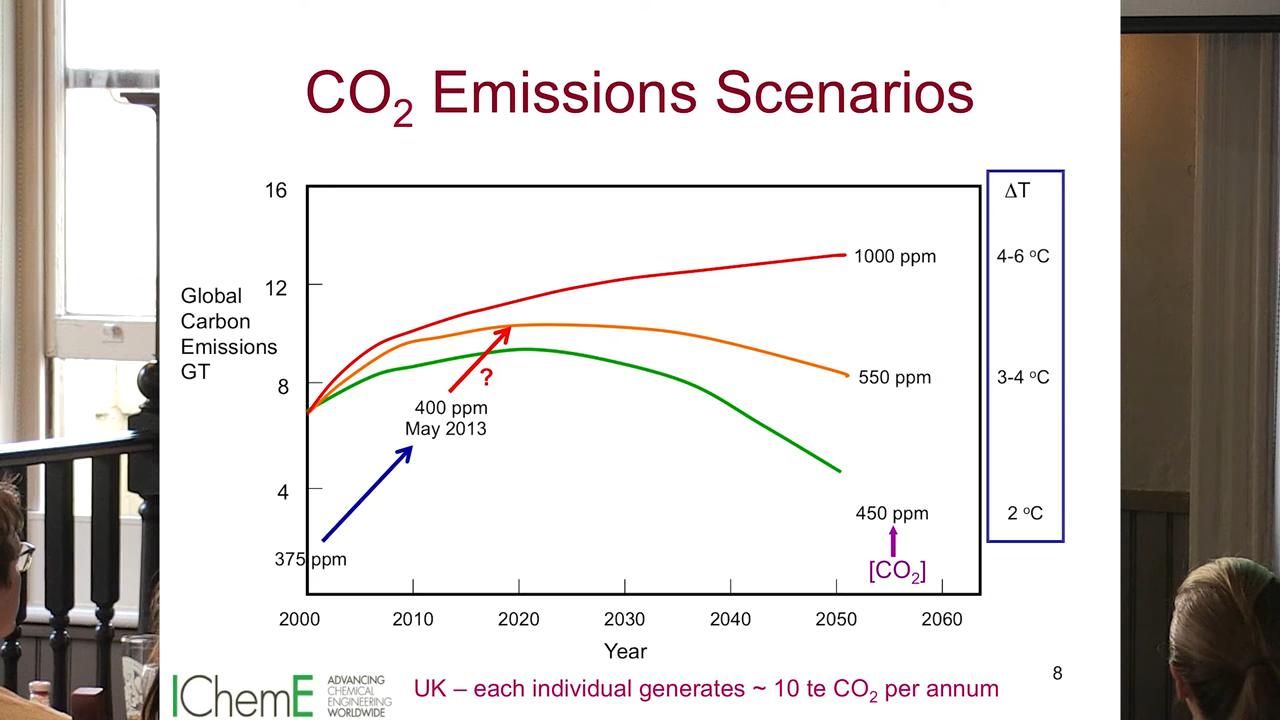 CO₂ Emissions Scenarios
16
12
8
4
Global
Carbon
Emissions
GT
ΔT
1000 ppm
4-6 ºC
550 ppm
3-4 ºC
?
400 ppm
May 2013
375 ppm
450 ppm
2 ºC
[CO₂]
2000 2010 2020 2030 2040 2050 2060
Year
8
IChemE
ADVANCING
CHEMICAL
ENGINEERING
WORLDWIDE
UK – each individual generates ~ 10 te CO₂ per annum